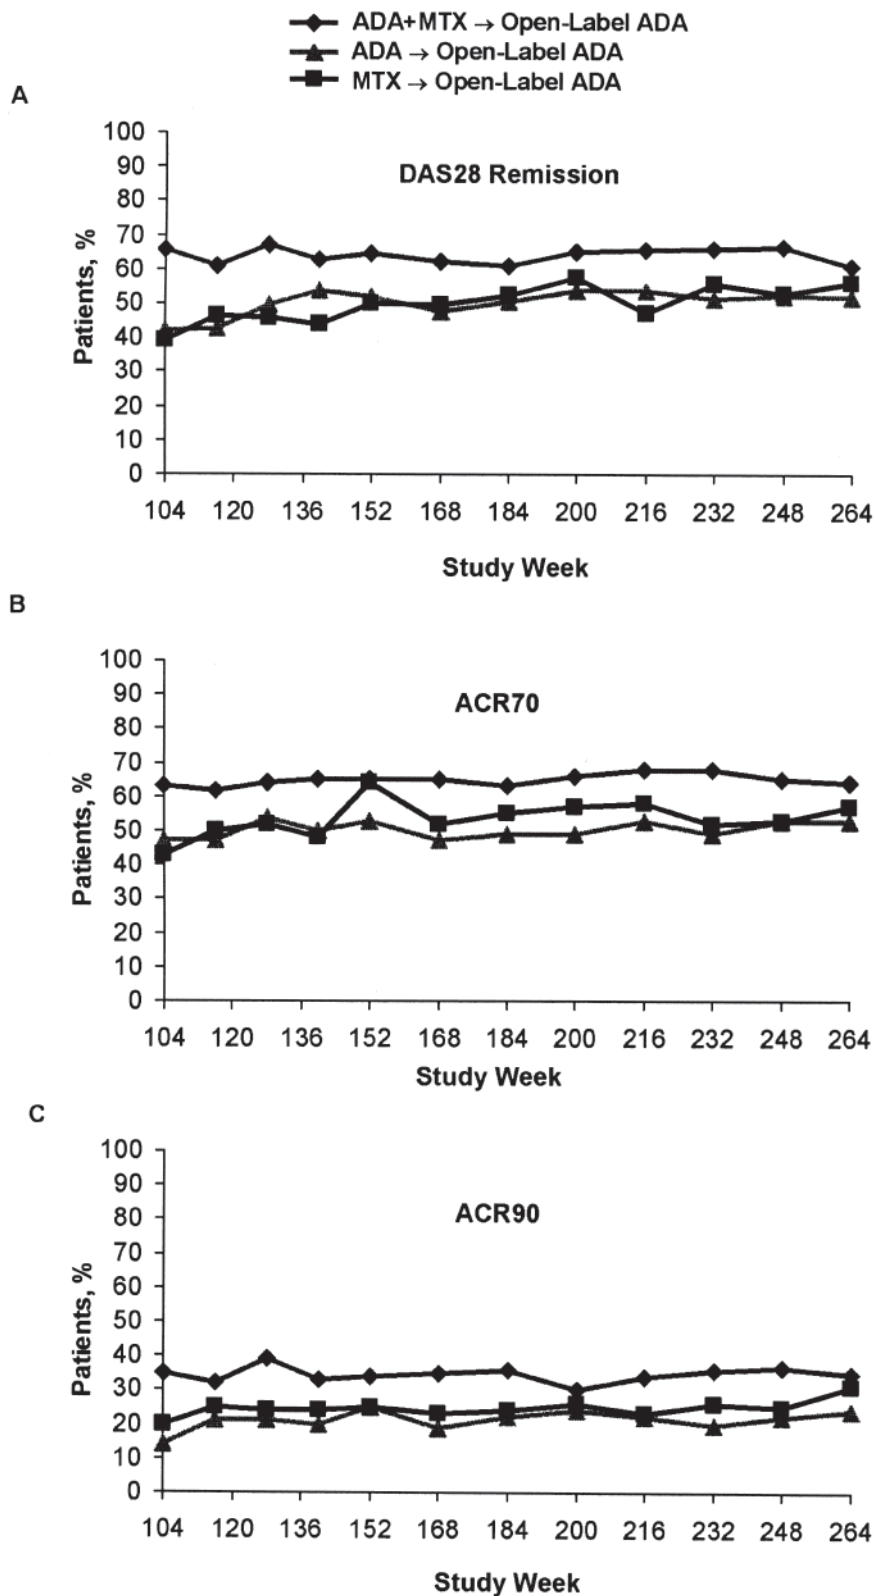 ADA+MTX → Open-Label ADA
ADA → Open-Label ADA
MTX → Open-Label ADA
A
DAS28 Remission
Patients, %
100
90
80
70
60
50
40
30
20
10
0
104 120 136 152 168 184 200 216 232 248 264
Study Week
B
ACR70
Patients, %
100
90
80
70
60
50
40
30
20
10
0
104 120 136 152 168 184 200 216 232 248 264
Study Week
C
ACR90
Patients, %
100
90
80
70
60
50
40
30
20
10
0
104 120 136 152 168 184 200 216 232 248 264
Study Week